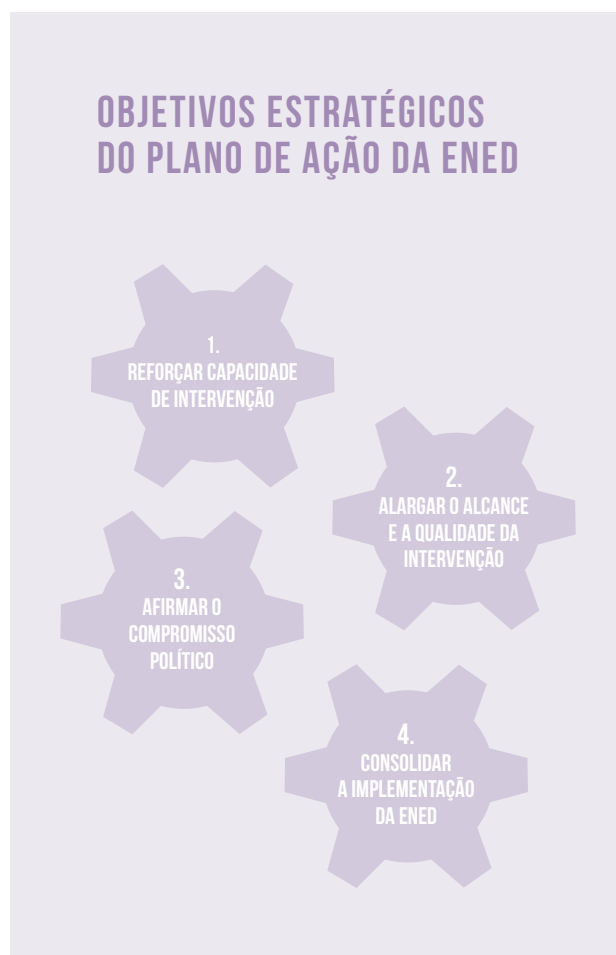 OBJETIVOS ESTRATÉGICOS
DO PLANO DE AÇÃO DA ENED
1.
REFORÇAR CAPACIDADE
DE INTERVENÇÃO
2.
ALARGAR O ALCANCE
E A QUALIDADE DA
INTERVENÇÃO
3.
AFIRMAR O
COMPROMISSO
POLÍTICO
4.
CONSOLIDAR
A IMPLEMENTAÇÃO
DA ENED